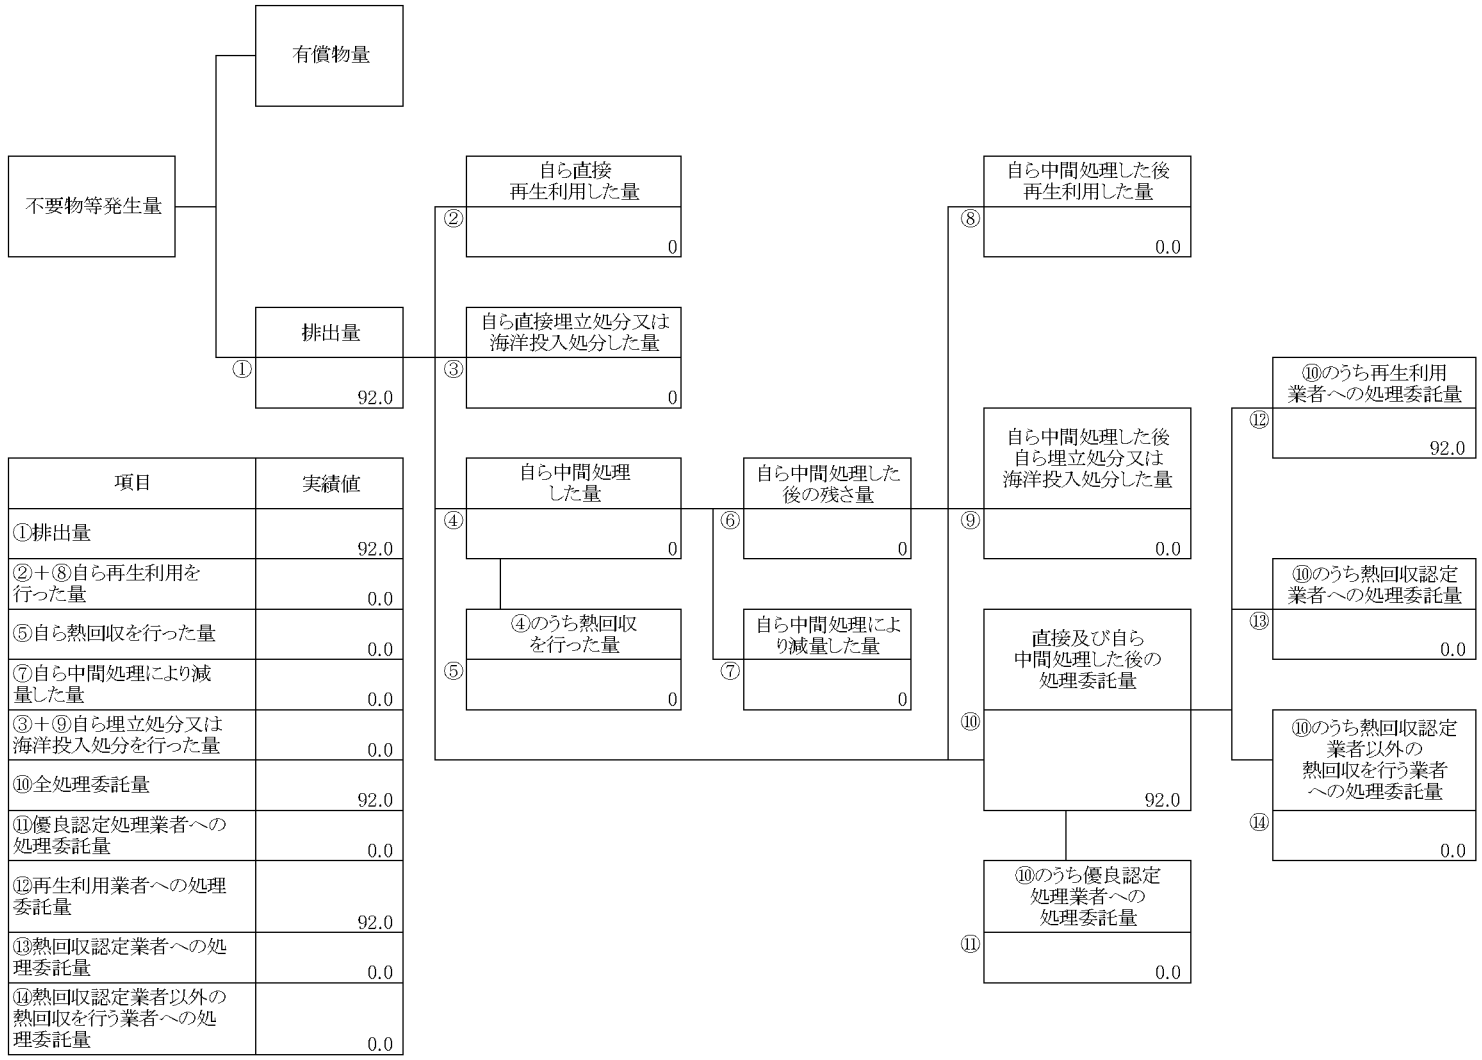 有償物量
不要物等発生量
自ら直接
再生利用した量
②
0
自ら中間処理した後
再生利用した量
⑧
0.0
排出量
①
92.0
自ら直接埋立処分又は
海洋投入処分した量
③
0
⑩のうち再生利用
業者への処理委託量
⑫
92.0
自ら中間処理
した量
④
0
自ら中間処理した
後の残さ量
⑥
0
自ら中間処理した後
自ら埋立処分又は
海洋投入処分した量
⑨
0.0
⑩のうち熱回収認定
業者への処理委託量
⑬
0.0
④のうち熱回収
を行った量
⑤
0
自ら中間処理によ
り減量した量
⑦
0
直接及び自ら
中間処理した後の
処理委託量
⑩
92.0
⑩のうち熱回収認定
業者以外の
熱回収を行う業者
への処理委託量
⑭
0.0
⑩のうち優良認定
処理業者への
処理委託量
⑪
0.0
項目
実績値
①排出量
92.0
②＋⑧自ら再生利用を
行った量
0.0
⑤自ら熱回収を行った量
0.0
⑦自ら中間処理により減
量した量
0.0
③＋⑨自ら埋立処分又は
海洋投入処分を行った量
0.0
⑩全処理委託量
92.0
⑪優良認定処理業者への
処理委託量
0.0
⑫再生利用業者への処理
委託量
92.0
⑬熱回収認定業者への処
理委託量
0.0
⑭熱回収認定業者以外の
熱回収を行う業者への処
理委託量
0.0